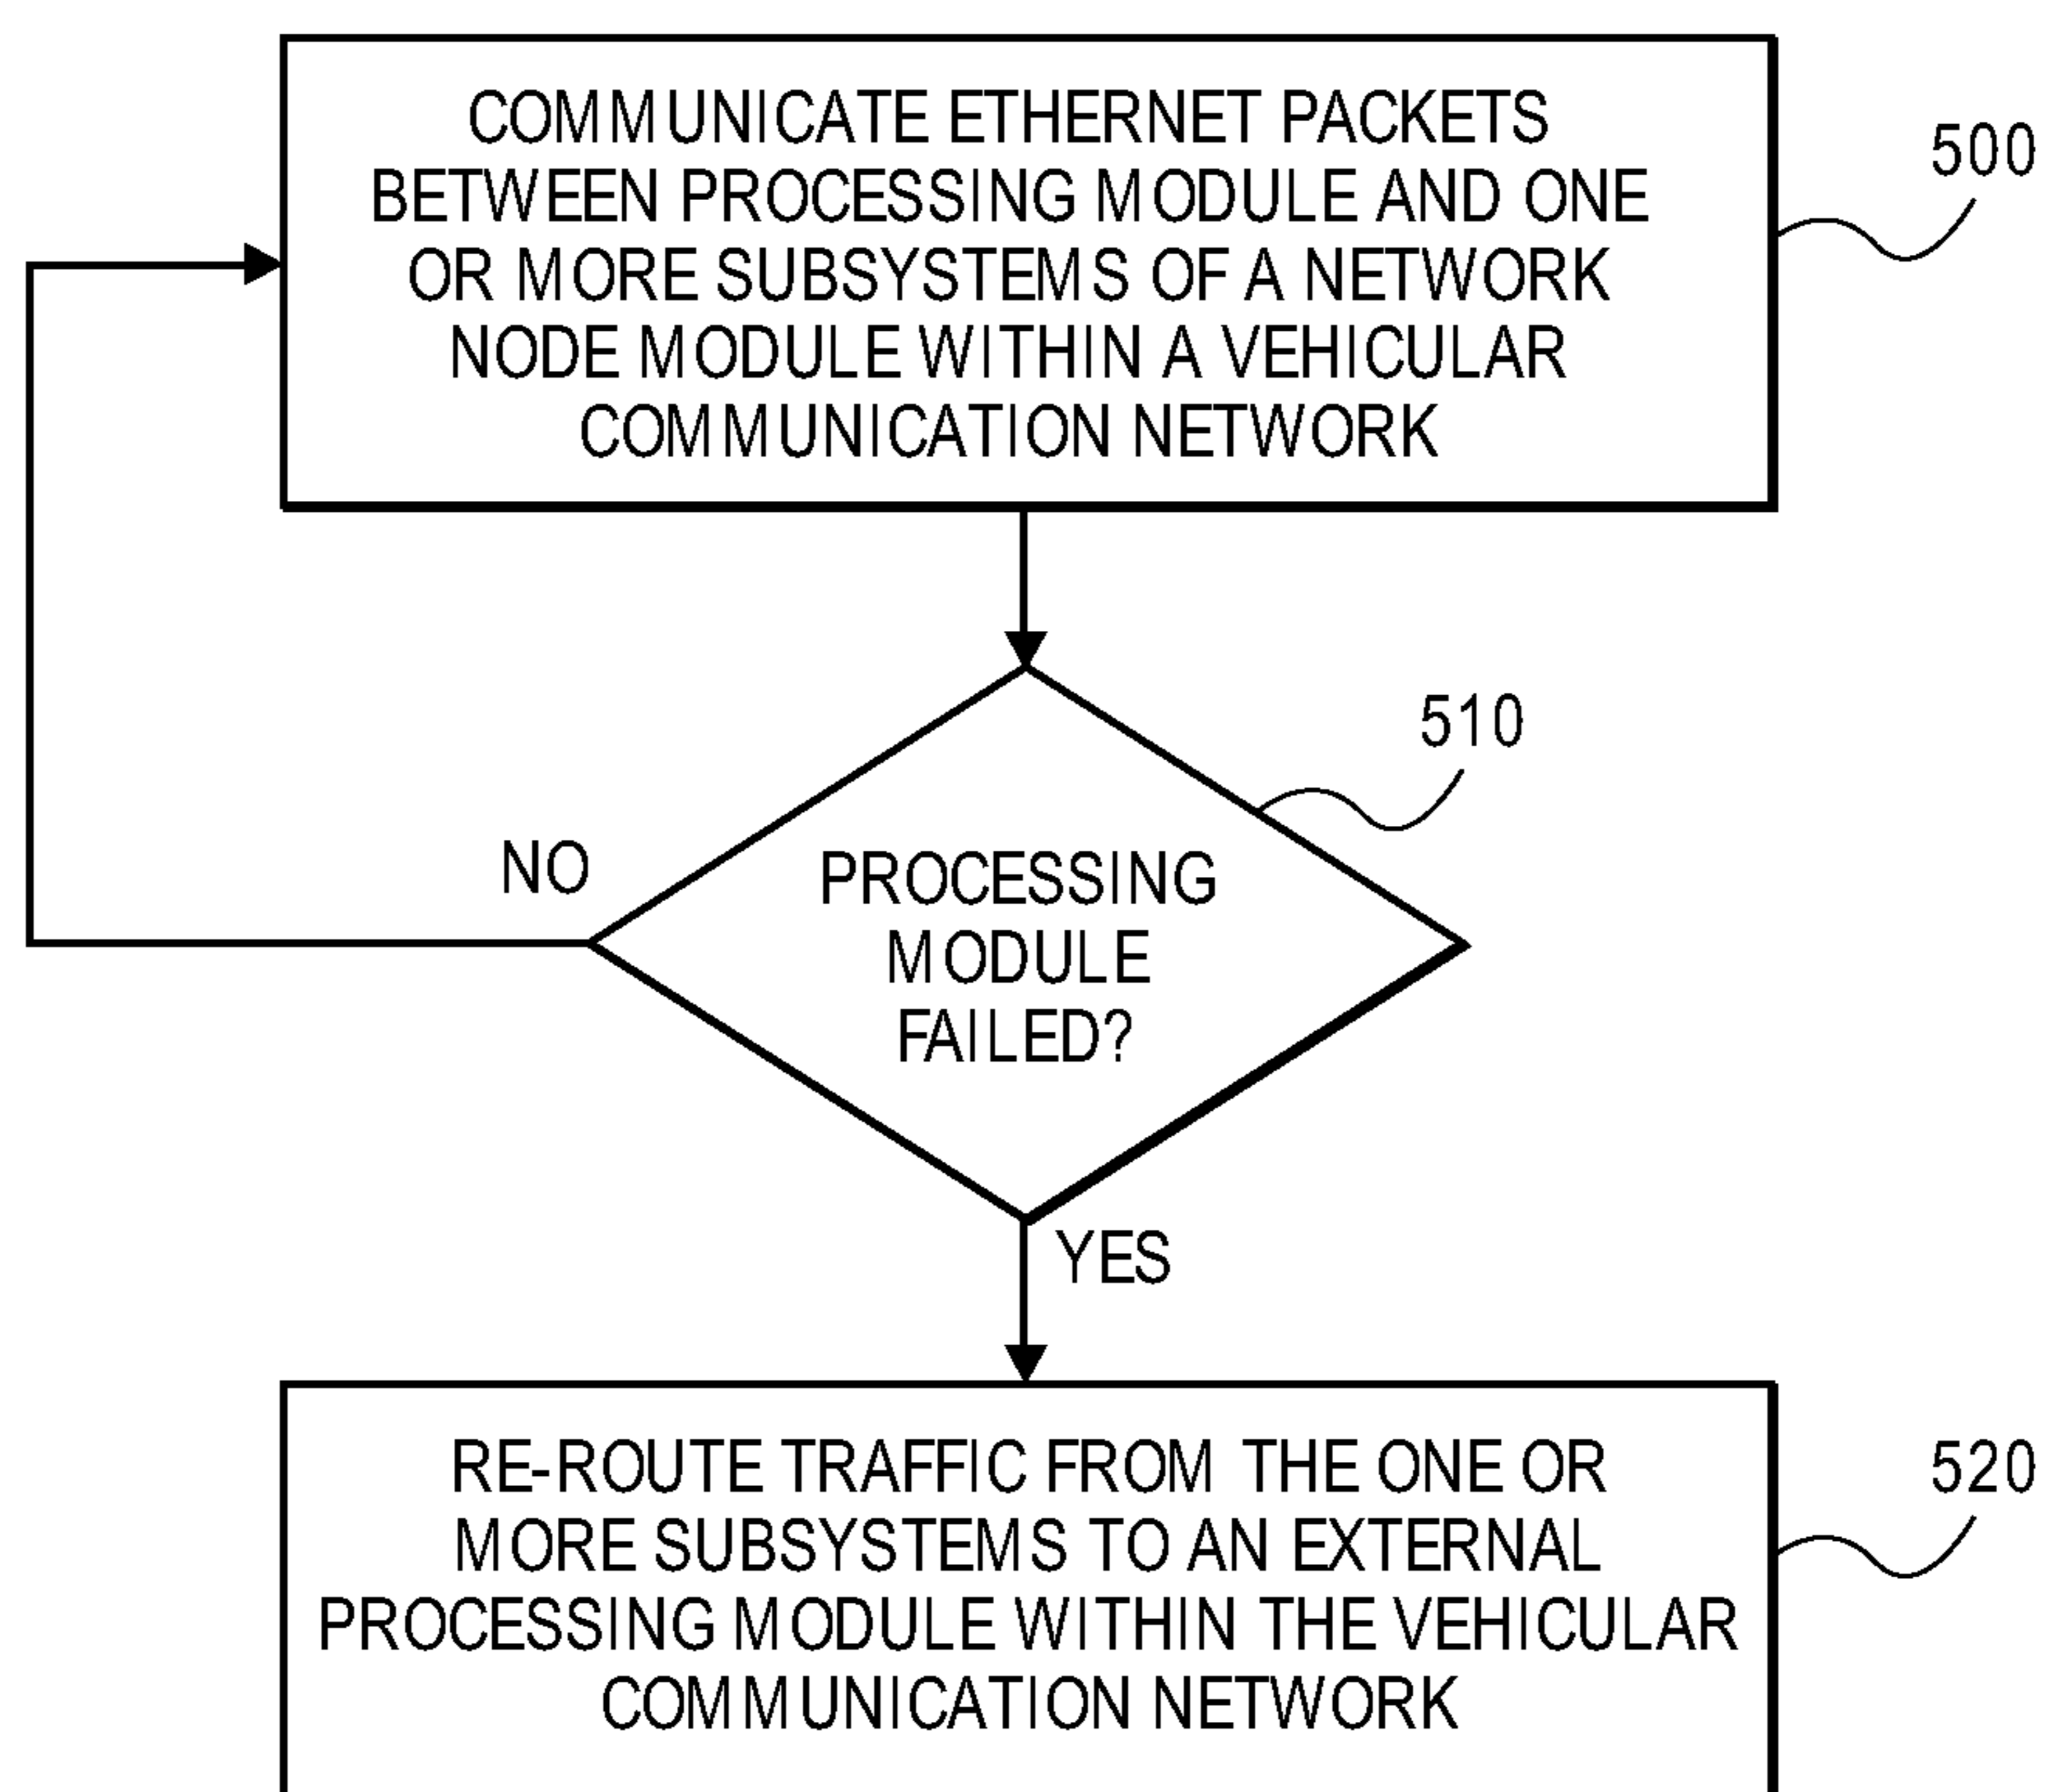 COMMUNICATE ETHERNET PACKETS
BETWEEN PROCESSING MODULE AND ONE
OR MORE SUBSYSTEMS OF A NETWORK
NODE MODULE WITHIN A VEHICULAR
COMMUNICATION NETWORK
500
510
NO
PROCESSING
MODULE
FAILED?
YES
RE-ROUTE TRAFFIC FROM THE ONE OR
MORE SUBSYSTEMS TO AN EXTERNAL
PROCESSING MODULE WITHIN THE VEHICULAR
COMMUNICATION NETWORK
520